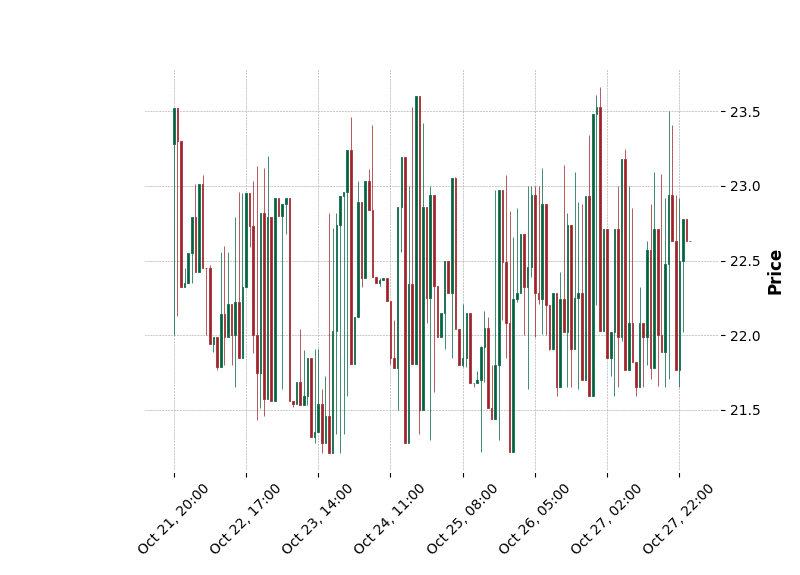 23.5
23.0
22.5
22.0
21.5
Price
Oct 21, 20:00
Oct 22, 17:00
Oct 23, 14:00
Oct 24, 11:00
Oct 25, 08:00
Oct 26, 05:00
Oct 27, 02:00
Oct 27, 22:00